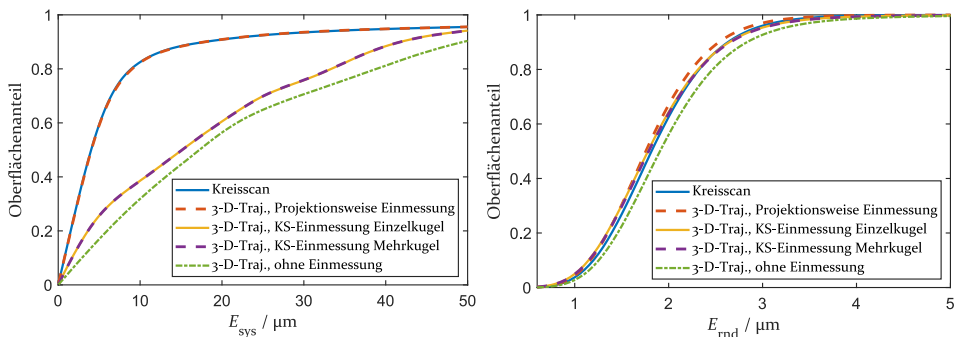 1
0.8
0.6
0.4
0.2
0
Oberflächenanteil
Kreisscan
3-D-Traj., Projektionsweise Einmessung
3-D-Traj., KS-Einmessung Einzelkugel
3-D-Traj., KS-Einmessung Mehrkugel
3-D-Traj., ohne Einmessung
0 10 20 30 40 50
E_sys / µm
1
0.8
0.6
0.4
0.2
0
Oberflächenanteil
Kreisscan
3-D-Traj., Projektionsweise Einmessung
3-D-Traj., KS-Einmessung Einzelkugel
3-D-Traj., KS-Einmessung Mehrkugel
3-D-Traj., ohne Einmessung
1 2 3 4 5
E_rnd / µm